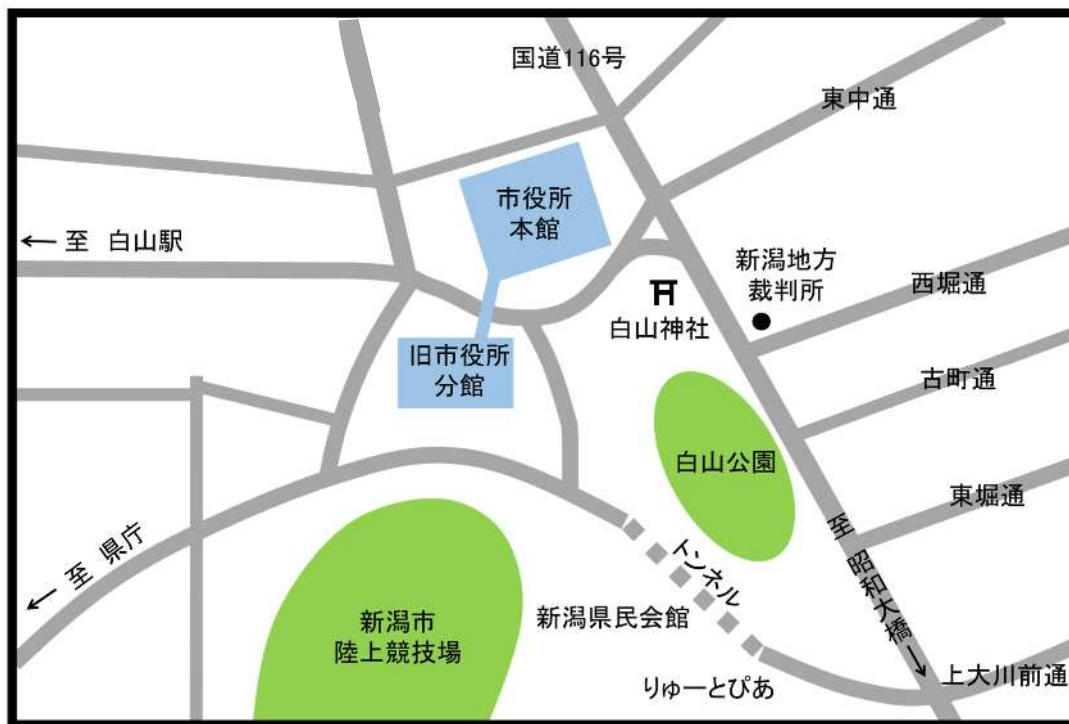 国道116号
東中通
市役所
本館
← 至 白山駅
新潟地方
裁判所
西堀通
白山神社
旧市役所
分館
古町通
白山公園
東堀通
← 至 県庁
トンネル
至 昭和大橋→
新潟市
陸上競技場
新潟県民会館
りゅーとぴあ
上大川前通